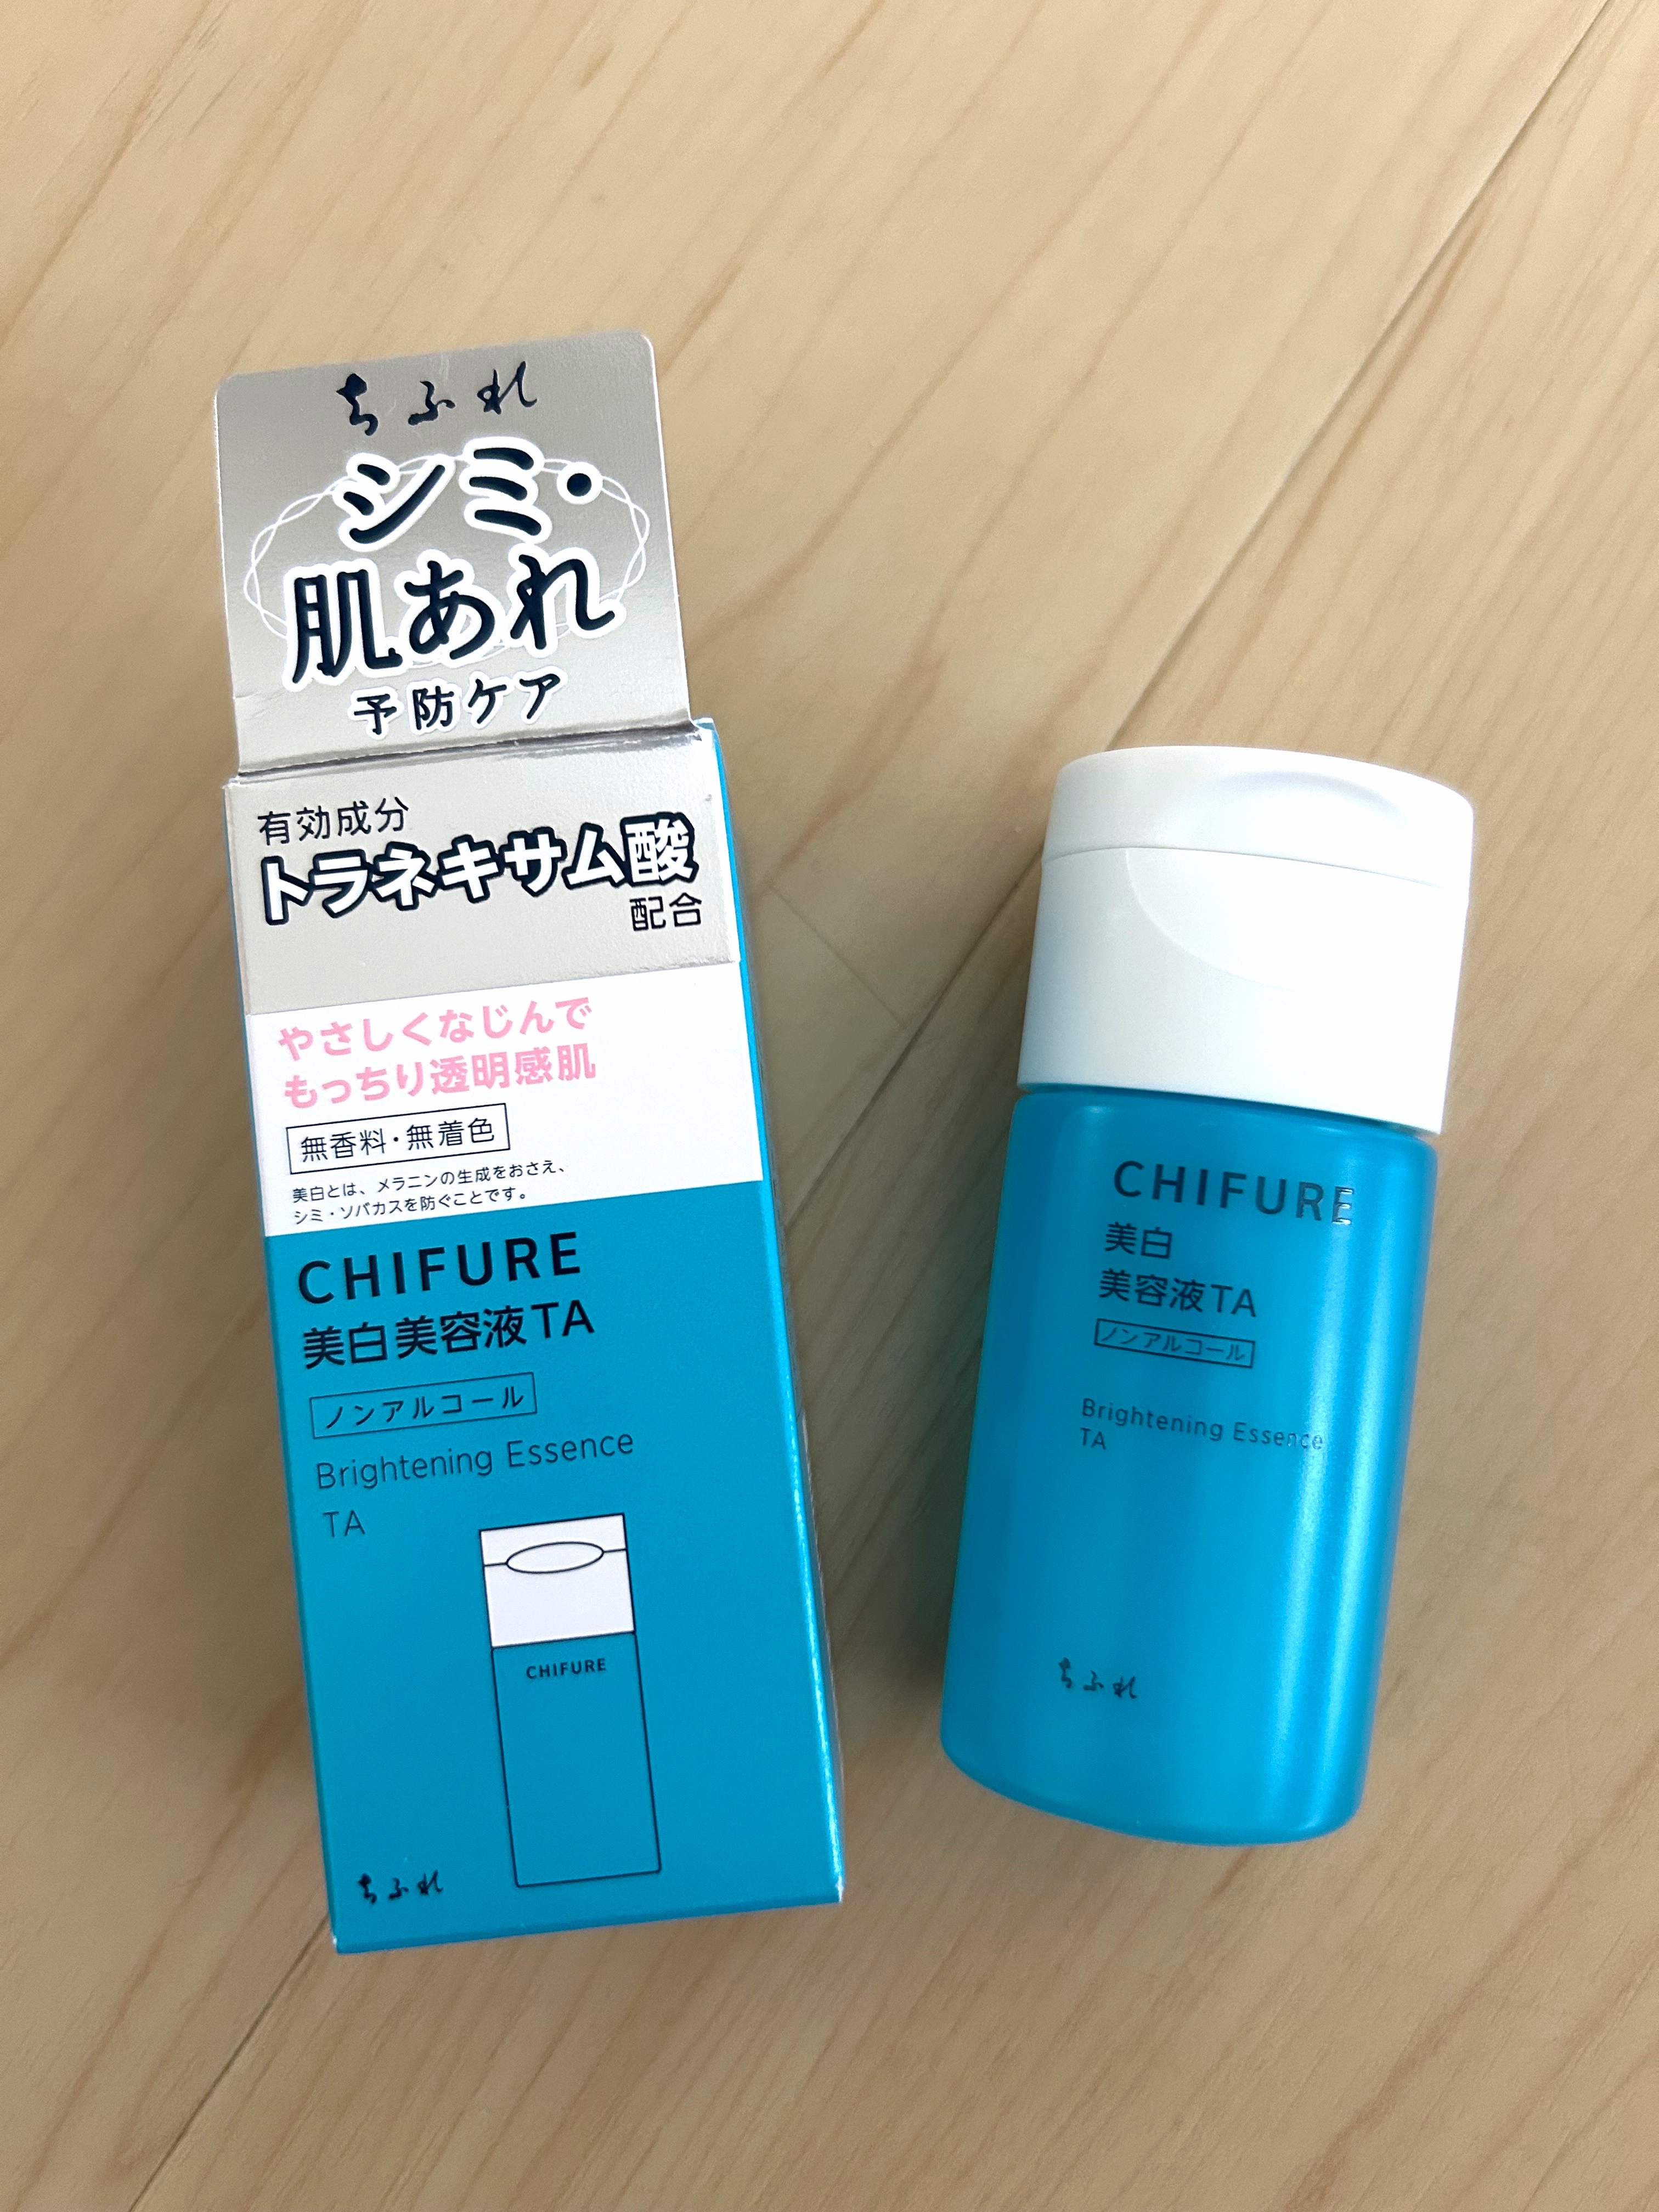 ちふれ
シミ・
肌あれ
予防ケア
有効成分
トラネキサム酸
配合
やさしくなじんで
もっちり透明感肌
無香料・無着色
美白とは、メラニンの生成をおさえ、
シミ・ソバカスを防ぐことです。
CHIFURE
美白美容液TA
ノンアルコール
Brightening Essence
TA
CHIFURE
ちふれ
CHIFURE
美白
美容液TA
ノンアルコール
Brightening Essence
TA
ちふれ